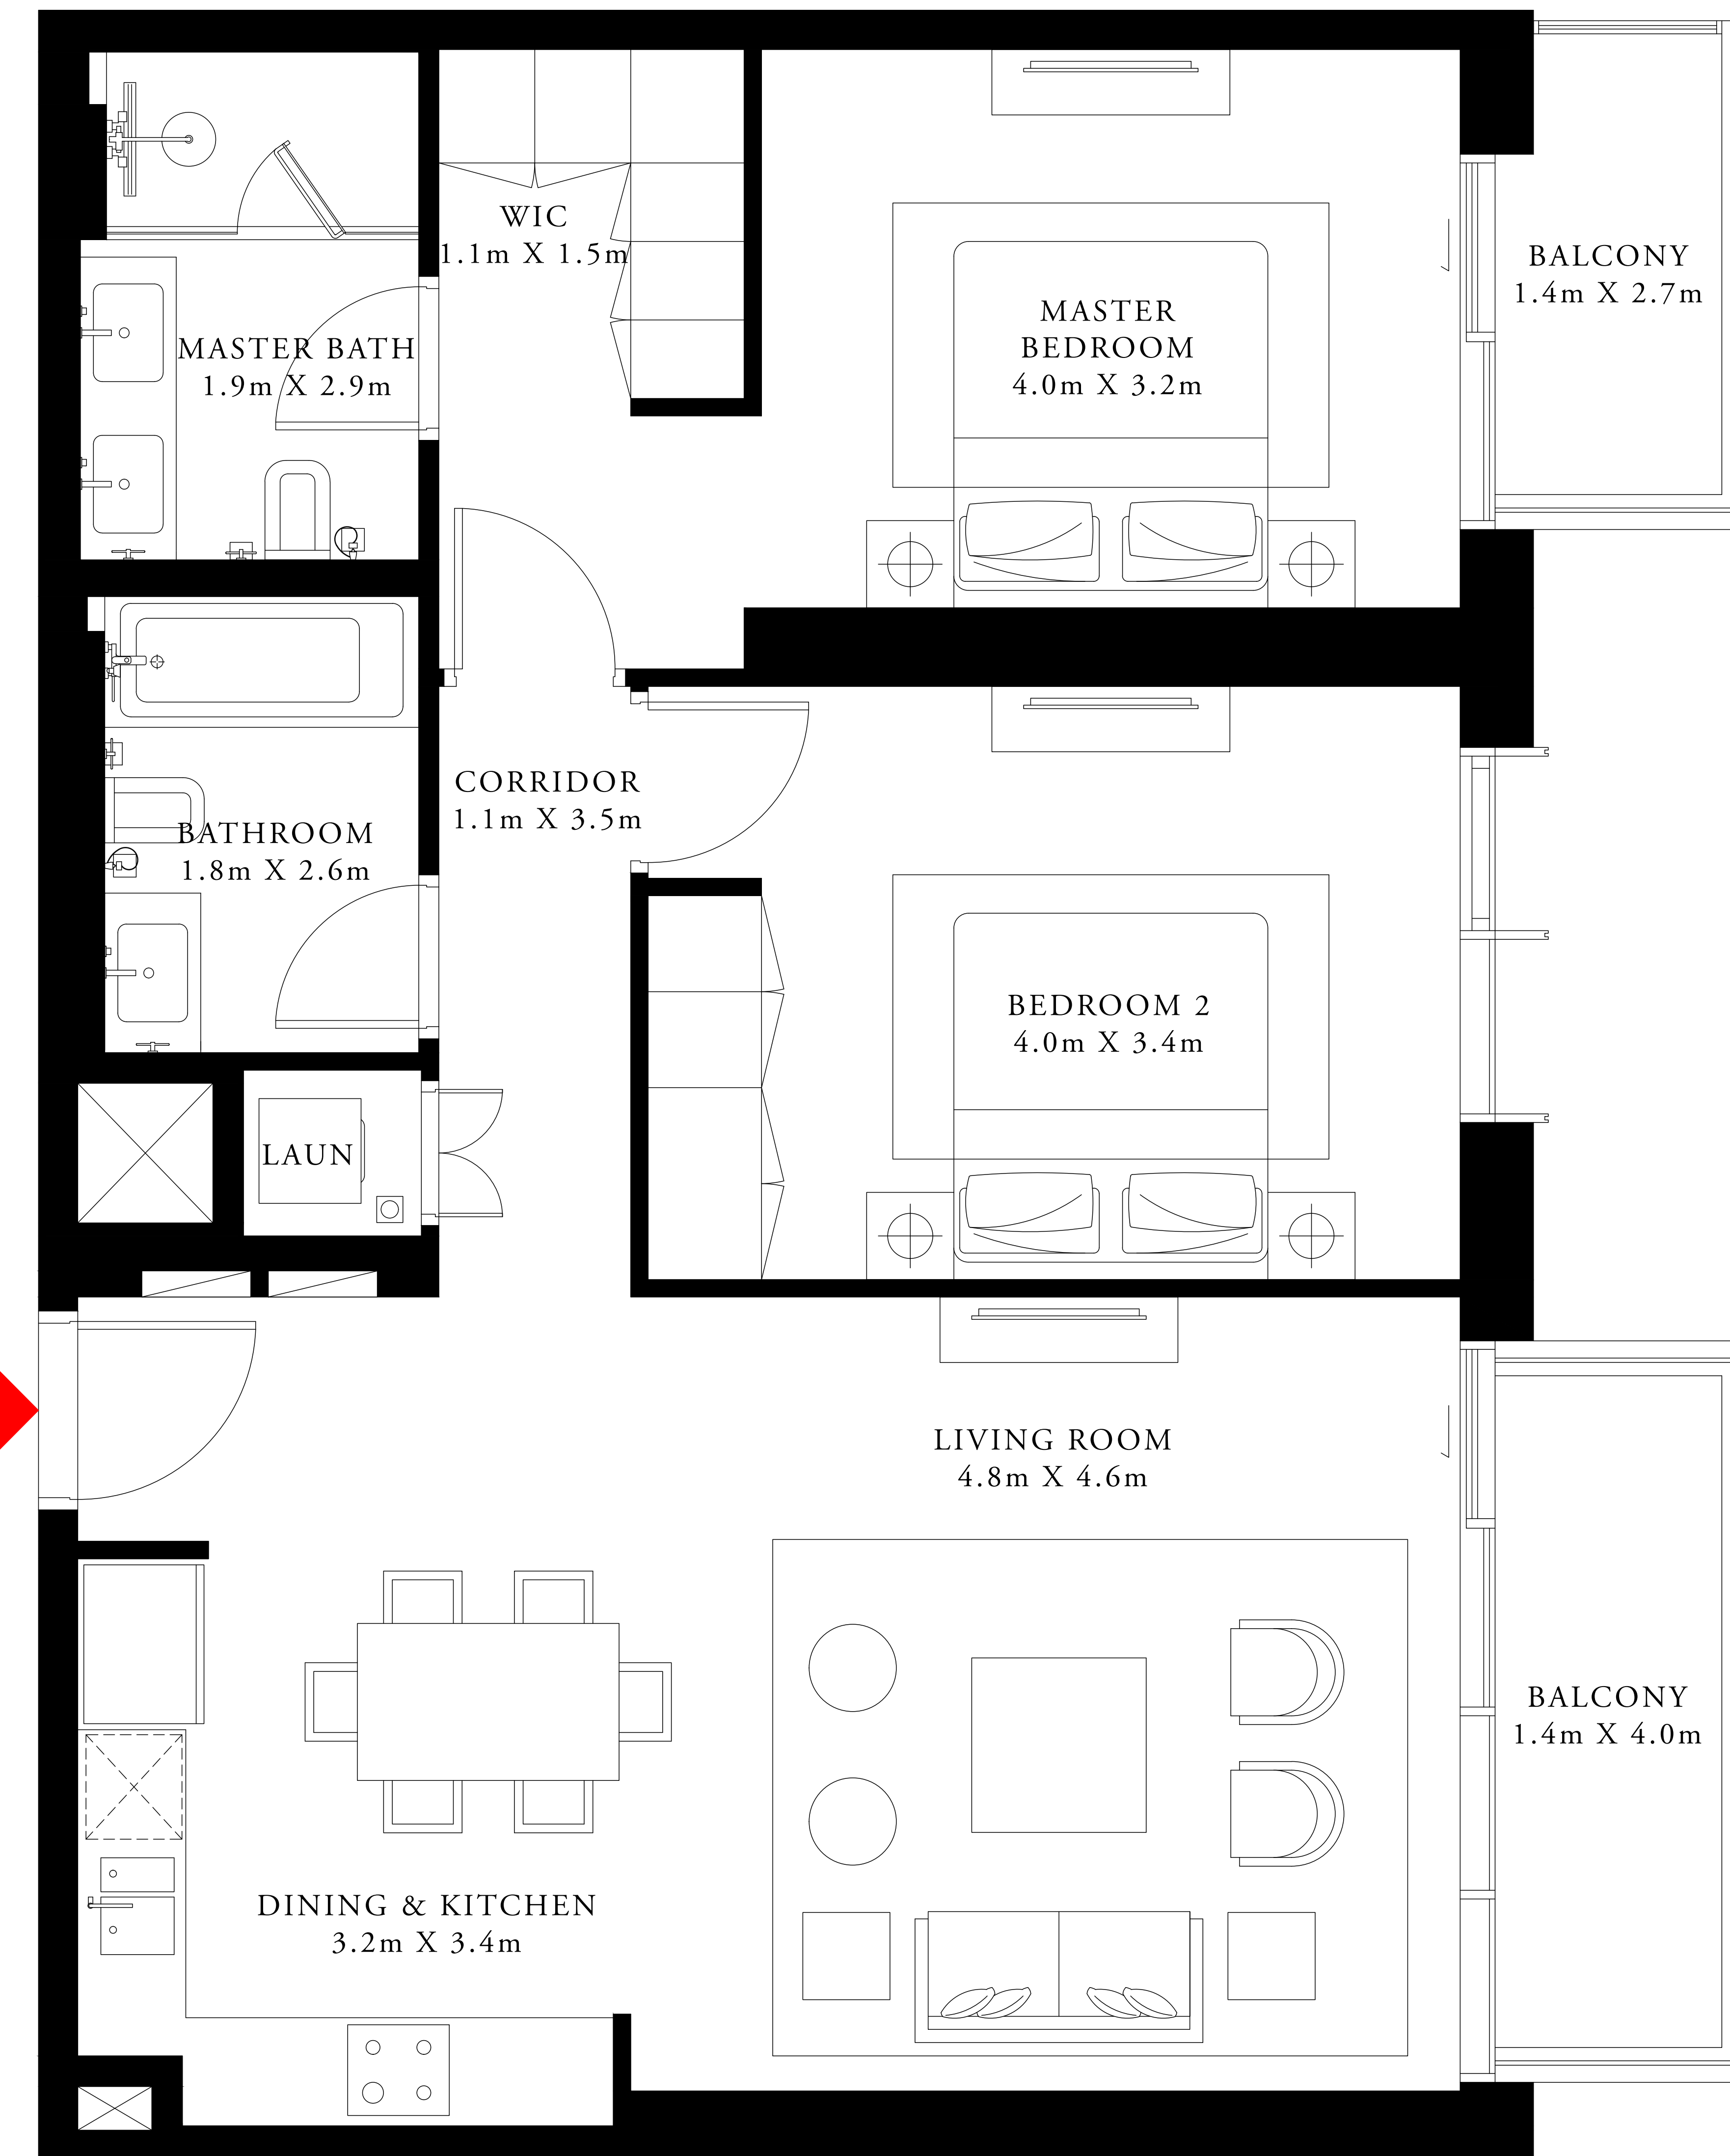 WIC
1.1m X 1.5m
BALCONY
1.4m X 2.7m
MASTER
BEDROOM
4.0m X 3.2m
MASTER BATH
1.9m X 2.9m
CORRIDOR
1.1m X 3.5m
BATHROOM
1.8m X 2.6m
BEDROOM 2
4.0m X 3.4m
LAUN
LIVING ROOM
4.8m X 4.6m
BALCONY
1.4m X 4.0m
DINING & KITCHEN
3.2m X 3.4m